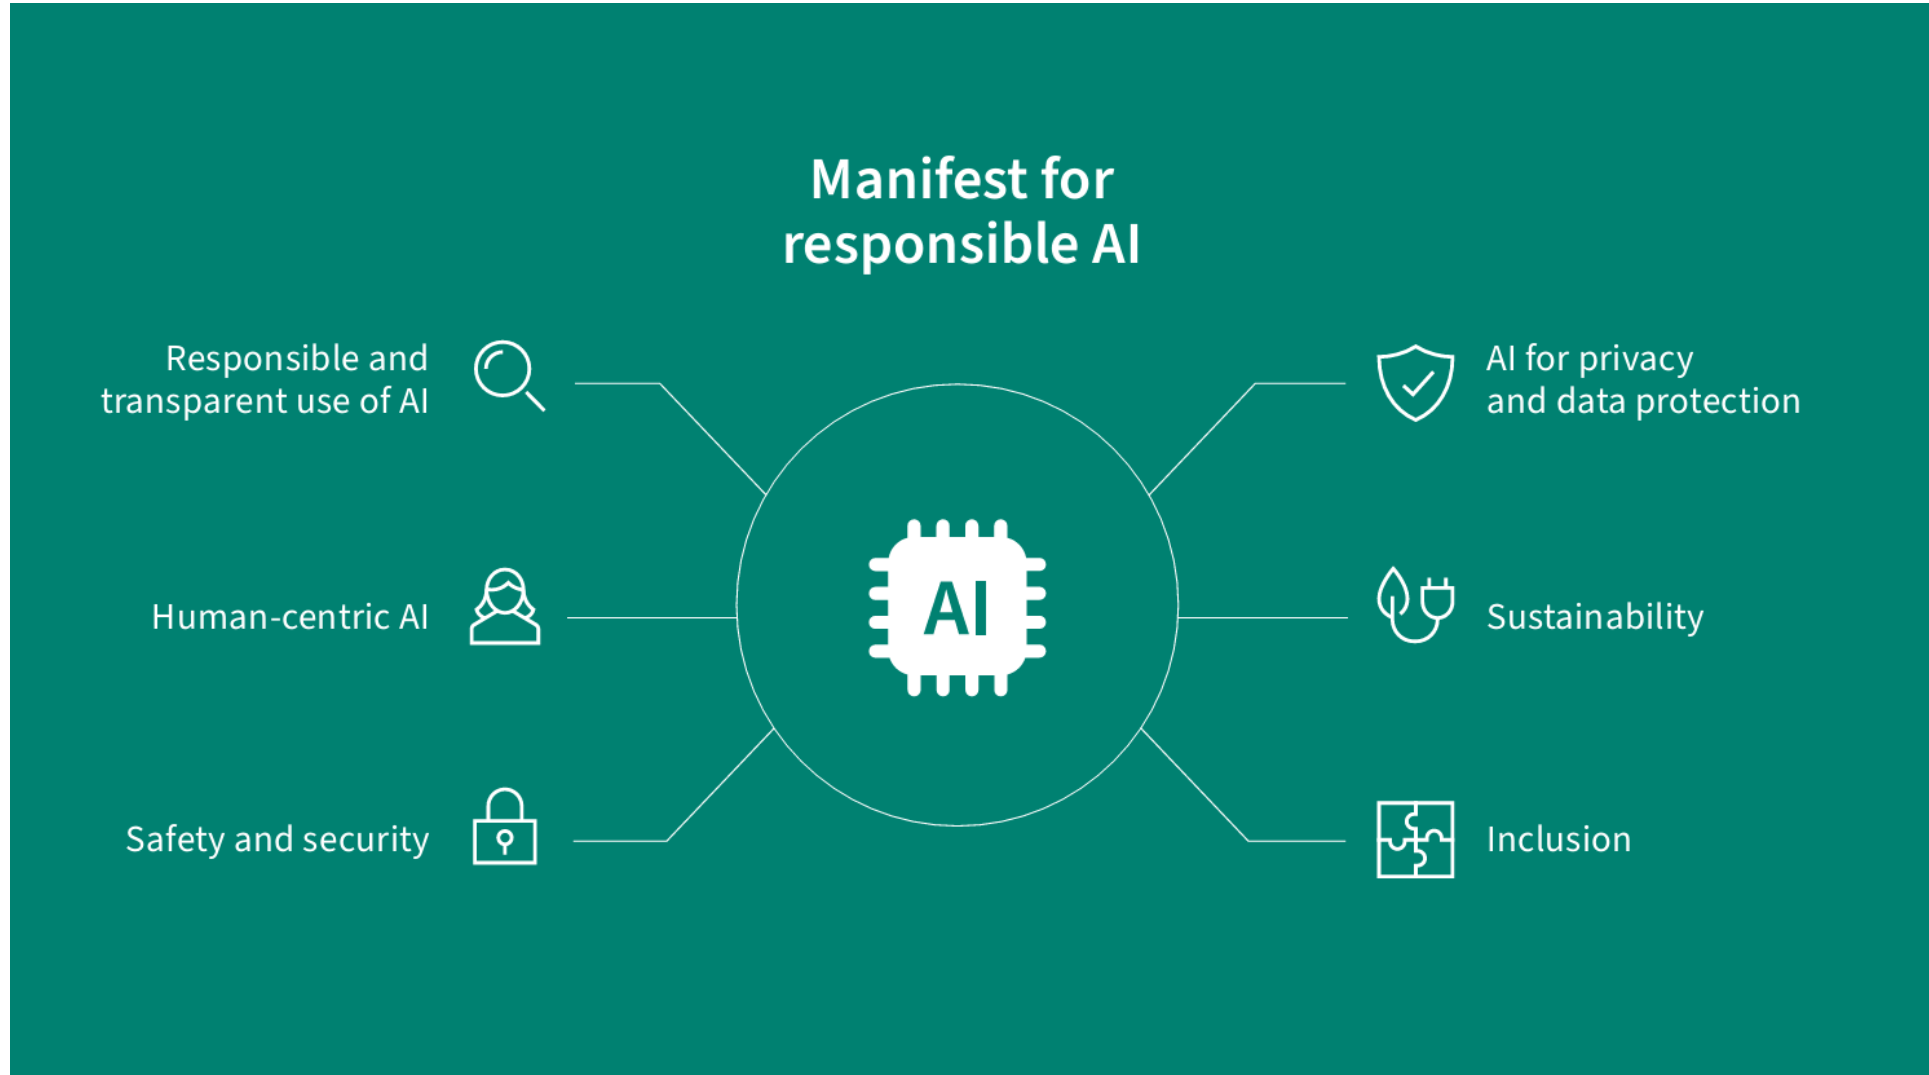 Manifest for
responsible AI
Responsible and
transparent use of AI
Human-centric AI
Safety and security
AI
AI for privacy
and data protection
Sustainability
Inclusion